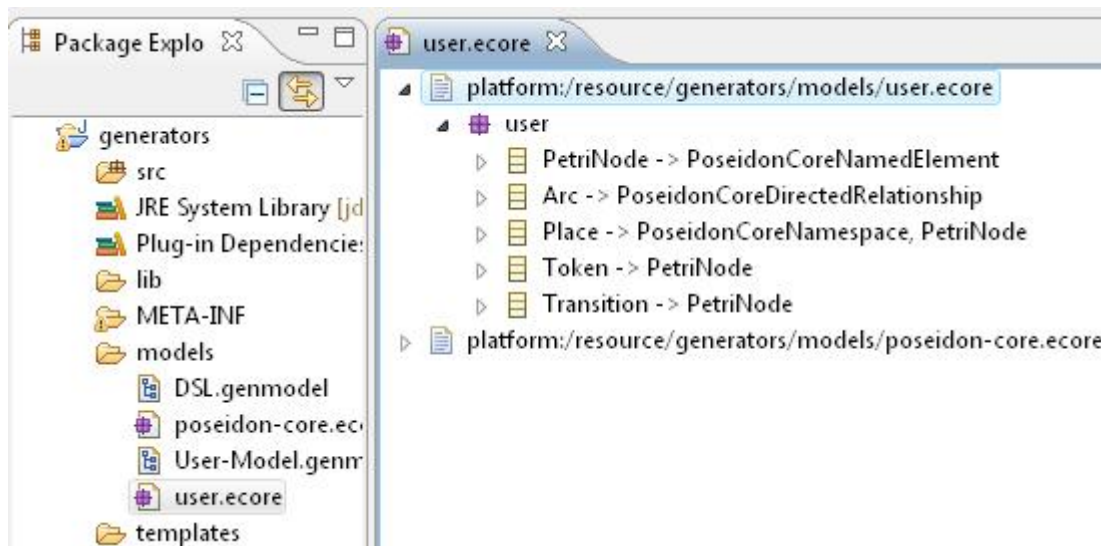 Package Explo
generators
src
JRE System Library [jd
Plug-in Dependencie
lib
META-INF
models
DSL.genmodel
poseidon-core.ec
User-Model.genm
user.ecore
templates
user.ecore
platform:/resource/generators/models/user.ecore
user
PetriNode -> PoseidonCoreNamedElement
Arc -> PoseidonCoreDirectedRelationship
Place -> PoseidonCoreNamespace, PetriNode
Token -> PetriNode
Transition -> PetriNode
platform:/resource/generators/models/poseidon-core.ecore